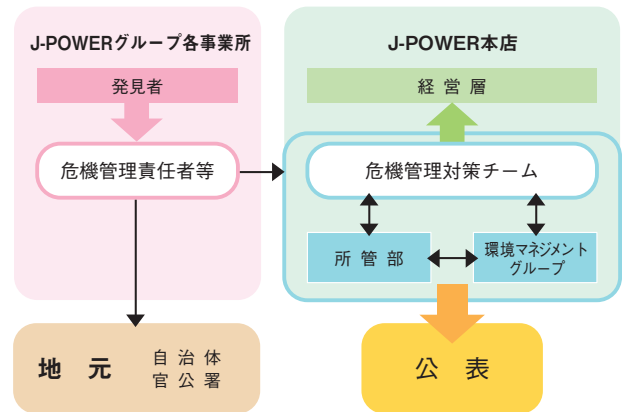 J-POWERグループ各事業所
発見者
危機管理責任者等
地元
自治体
官公署
J-POWER本店
経営層
危機管理対策チーム
所管部
環境マネジメント
グループ
公表